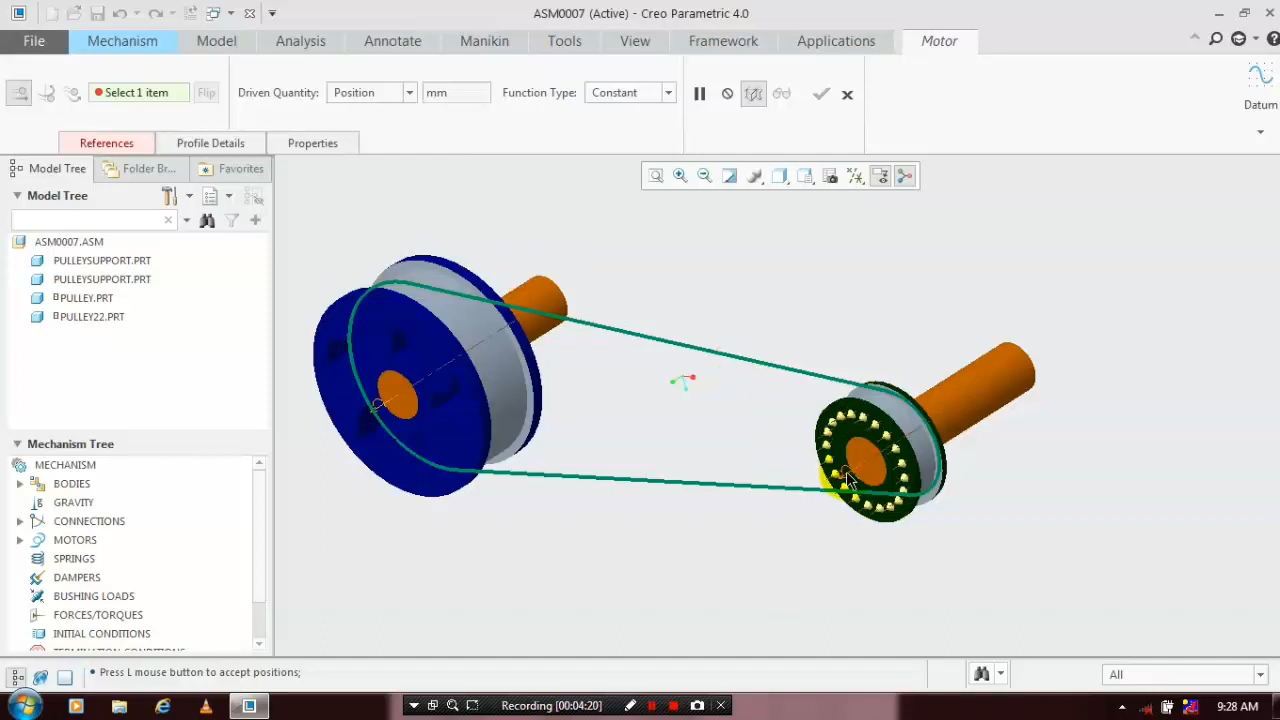 ASM0007 (Active) - Creo Parametric 4.0
File Mechanism Model Analysis Annotate Manikin Tools View Framework Applications Motor
Select 1 item Flip Driven Quantity: Position mm Function Type: Constant
Datum
References Profile Details Properties
Model Tree Folder Br... Favorites
Model Tree
ASM0007.ASM
PULLEYSUPPORT.PRT
PULLEYSUPPORT.PRT
PULLEY.PRT
PULLEY22.PRT
Mechanism Tree
MECHANISM
BODIES
GRAVITY
CONNECTIONS
MOTORS
SPRINGS
DAMPERS
BUSHING LOADS
FORCES/TORQUES
INITIAL CONDITIONS
TERMINATION CONDITIONS
• Press L mouse button to accept positions;
All
Recording [00:04:20]
9:28 AM